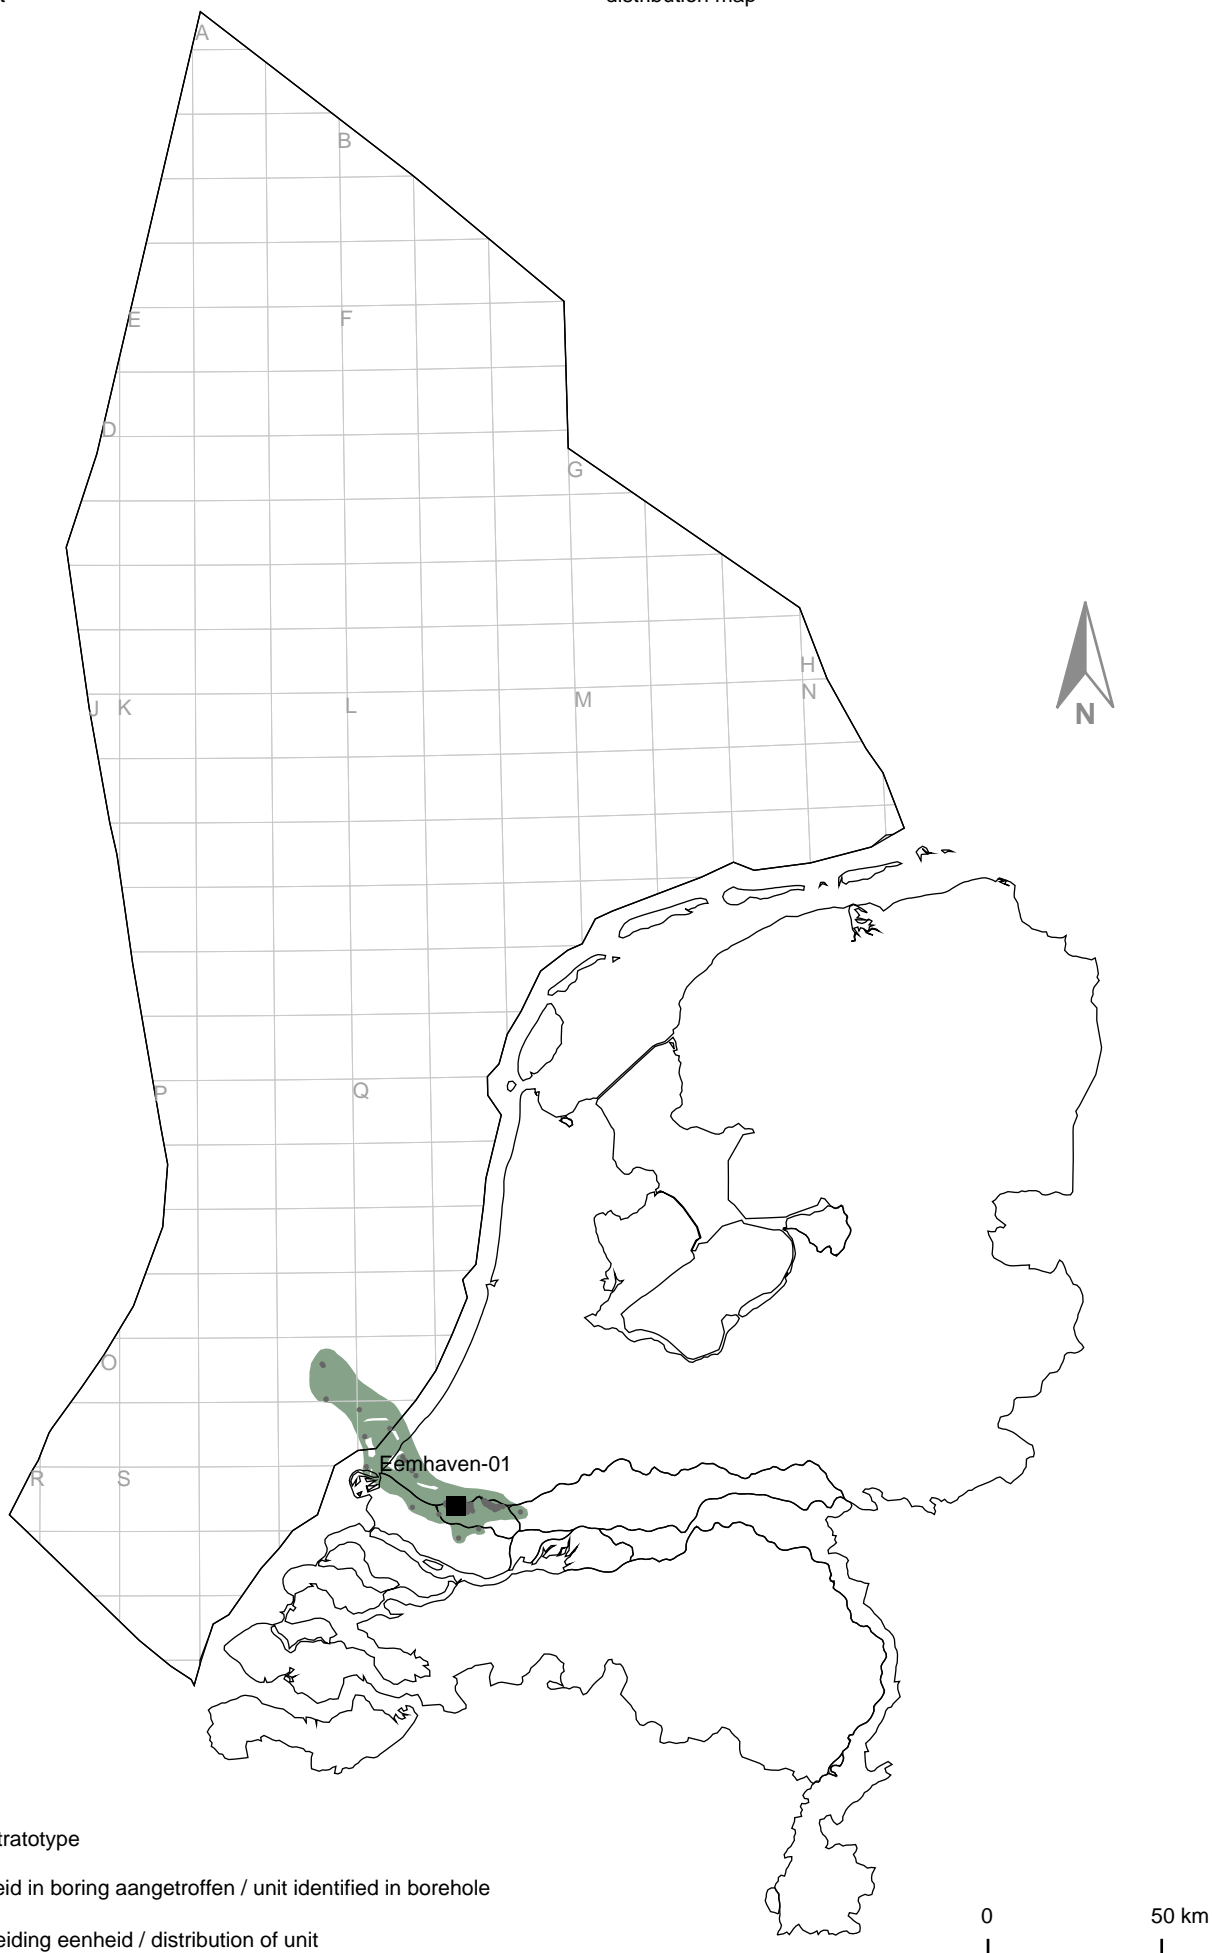 distribution map
A
B
E
F
D
G
H
N
J K
L
M
N
P
Q
O
Eemhaven-01
R
S
tratotype
eid in boring aangetroffen / unit identified in borehole
eiding eenheid / distribution of unit
0 50 km